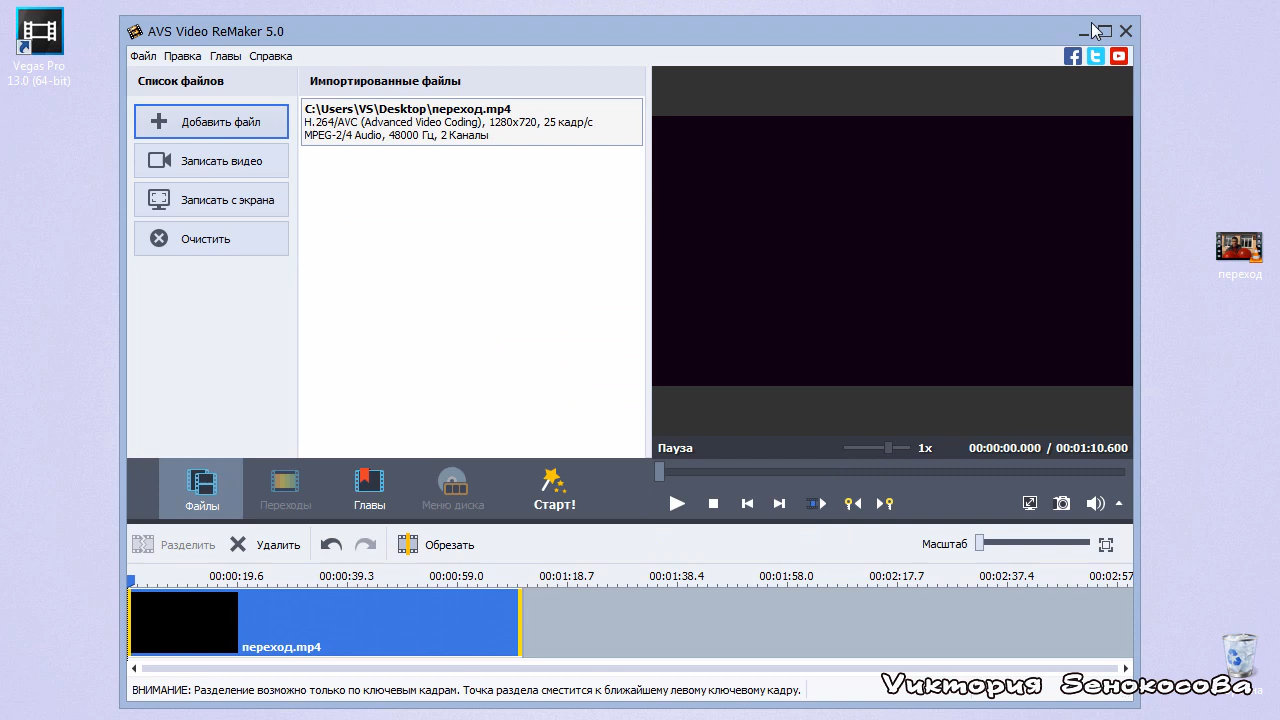 Vegas Pro
13.0 (64-bit)
AVS Video ReMaker 5.0
Файл Правка Главы Справка
Список файлов
Импортированные файлы
Добавить файл
Записать видео
Записать с экрана
Очистить
C:\Users\VS\Desktop\переход.mp4
H.264/AVC (Advanced Video Coding), 1280x720, 25 кадр/с
MPEG-2/4 Audio, 48000 Гц, 2 Каналы
переход
Пауза
1x
00:00:00.000 / 00:01:10.600
Файлы
Переходы
Главы
Меню диска
Старт!
Разделить
Удалить
Обрезать
Масштаб
00:00:19.6 00:00:39.3 00:00:59.0 00:01:18.7 00:01:38.4 00:01:58.0 00:02:17.7 00:02:37.4 00:02:57
переход.mp4
ВНИМАНИЕ: Разделение возможно только по ключевым кадрам. Точка раздела сместится к ближайшему левому ключевому кадру.